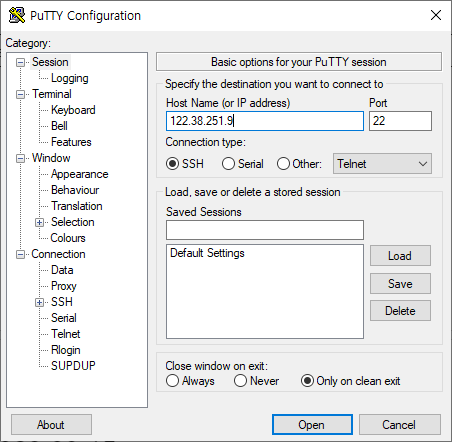 PuTTY Configuration
Category:
Session
Logging
Terminal
Keyboard
Bell
Features
Window
Appearance
Behaviour
Translation
Selection
Colours
Connection
Data
Proxy
SSH
Serial
Telnet
Rlogin
SUPDUP
Basic options for your PuTTY session
Specify the destination you want to connect to
Host Name (or IP address) Port
122.38.251.9 22
Connection type:
SSH Serial Other: Telnet
Load, save or delete a stored session
Saved Sessions
Default Settings
Load
Save
Delete
Close window on exit:
Always Never Only on clean exit
About Open Cancel